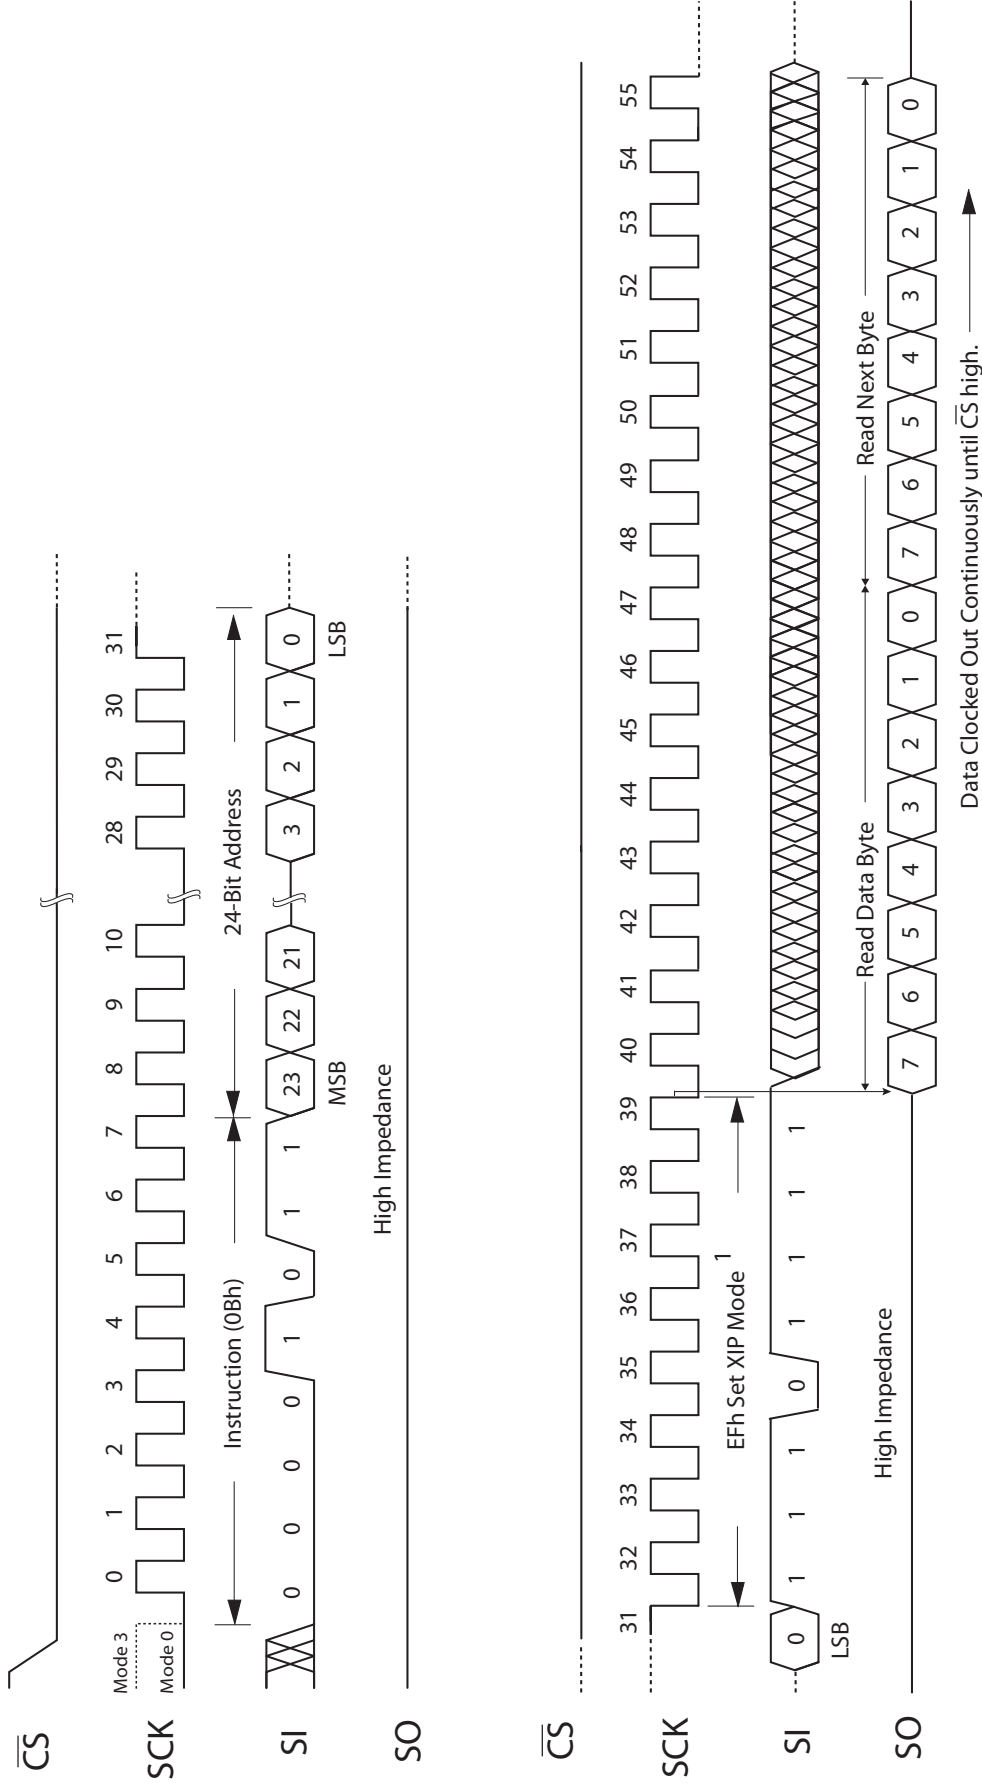 C̅S̅
Mode 3
Mode 0
SCK
0 1 2 3 4 5 6 7 8 9 10 28 29 30 31
Instruction (0Bh)
24-Bit Address
SI
0 0 0 0 1 0 1 1 23 22 21 3 2 1 0
MSB
LSB
High Impedance
SO
C̅S̅
SCK
31 32 33 34 35 36 37 38 39 40 41 42 43 44 45 46 47 48 49 50 51 52 53 54 55
EFh Set XIP Mode 1
SI
0 1 1 1 0 1 1 1 1
LSB
Read Data Byte
Read Next Byte
High Impedance
SO
7 6 5 4 3 2 1 0 7 6 5 4 3 2 1 0
Data Clocked Out Continuously until C̅S̅ high.